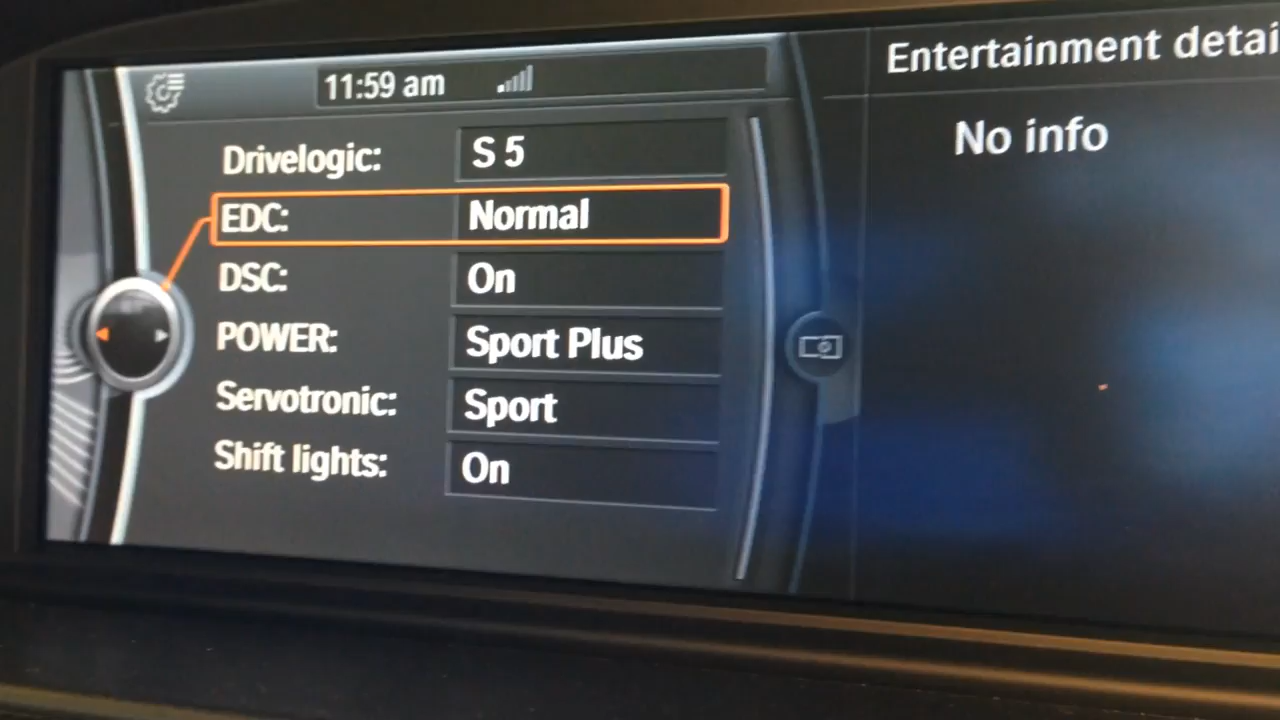 11:59 am
Entertainment detai
No info
Drivelogic: S 5
EDC: Normal
DSC: On
POWER: Sport Plus
Servotronic: Sport
Shift lights: On